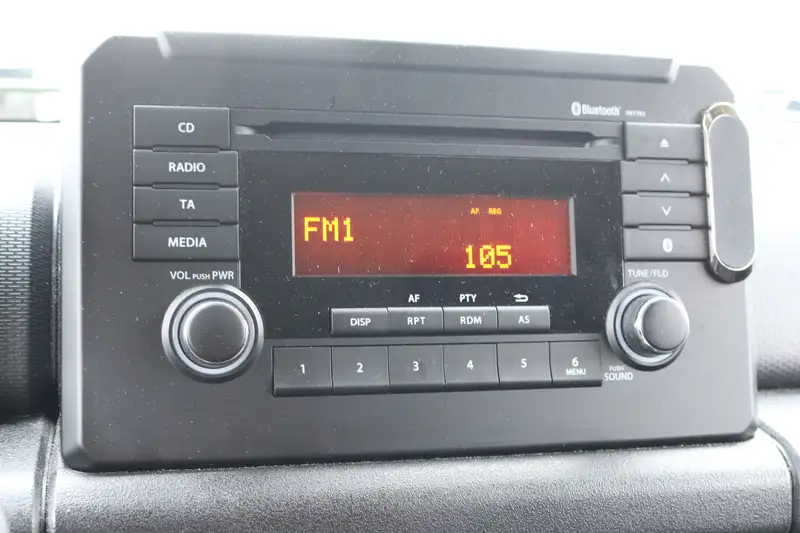 Bluetooth
CD
RADIO
TA
MEDIA
VOL PUSH PWR
AF REG
FM1
105
TUNE/FLD
AF PTY
DISP RPT RDM AS
1 2 3 4 5 6
MENU
PUSH
SOUND